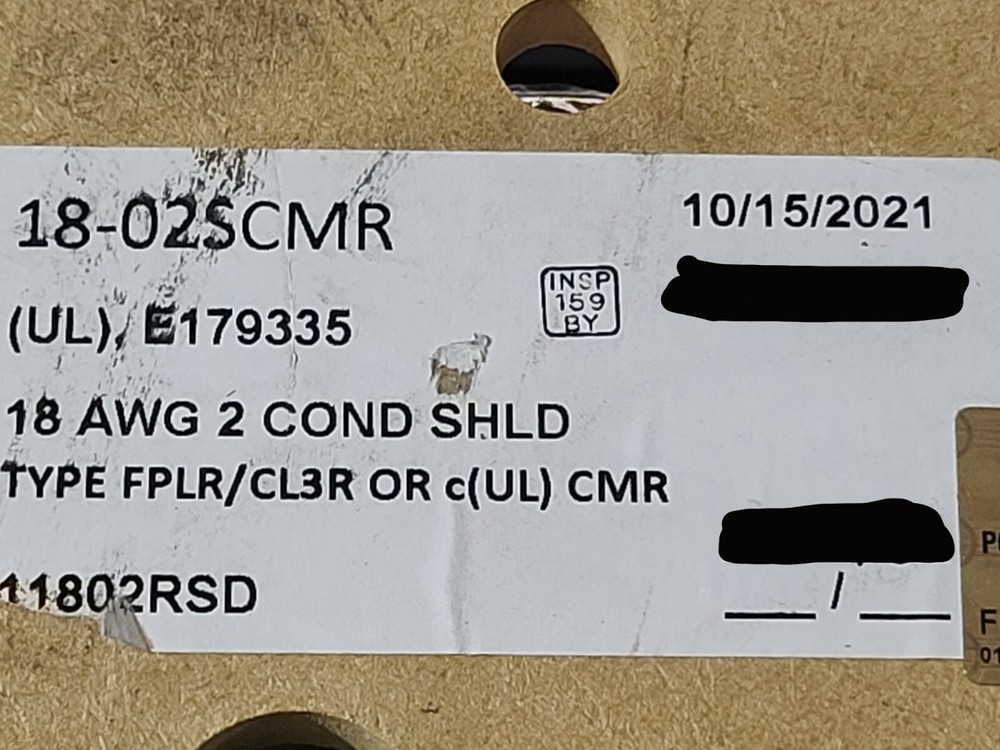 18-02SCMR
10/15/2021
INSP
159
BY
(UL), E179335
18 AWG 2 COND SHLD
TYPE FPLR/CL3R OR c(UL) CMR
11802RSD
/
F
01